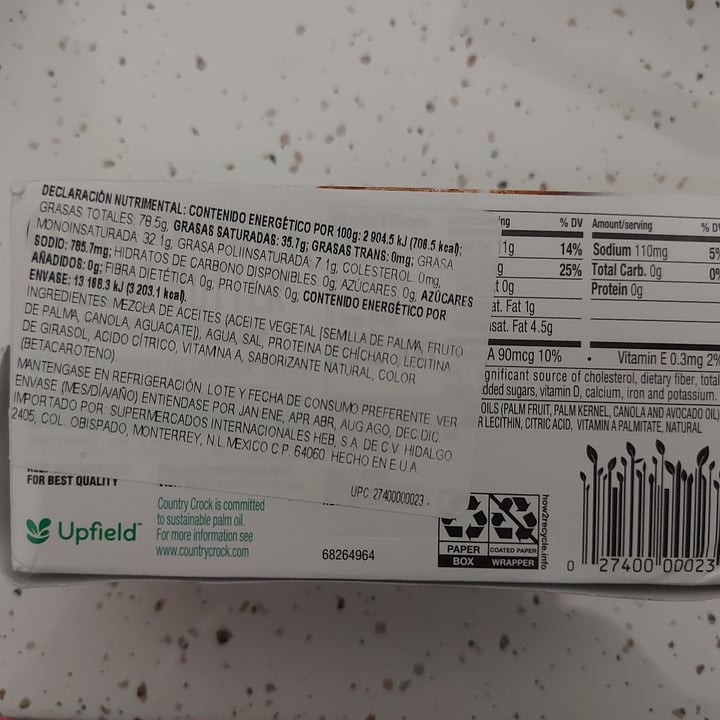 DECLARACIÓN NUTRIMENTAL: CONTENIDO ENERGÉTICO POR 100g: 2 904.5 kJ (706.5 kcal);
GRASAS TOTALES: 78.5g, GRASAS SATURADAS: 35.7g; GRASAS TRANS: 0mg; GRASA
MONOINSATURADA: 32.1g, GRASA POLIINSATURADA: 7.1g, COLESTEROL: 0mg,
SODIO: 785.7mg; HIDRATOS DE CARBONO DISPONIBLES: 0g, AZÚCARES: 0g, AZÚCARES
AÑADIDOS: 0g; FIBRA DIETÉTICA: 0g, PROTEÍNAS: 0g, CONTENIDO ENERGÉTICO POR
ENVASE: 13 168.3 kJ (3 203.1 kcal).
INGREDIENTES: MEZCLA DE ACEITES (ACEITE VEGETAL [SEMILLA DE PALMA, FRUTO
DE PALMA, CANOLA, AGUACATE]), AGUA, SAL, PROTEÍNA DE CHÍCHARO, LECITINA
DE GIRASOL, ACIDO CÍTRICO, VITAMINA A, SABORIZANTE NATURAL, COLOR
(BETACAROTENO).
MANTENGASE EN REFRIGERACIÓN. LOTE Y FECHA DE CONSUMO PREFERENTE: VER
ENVASE (MES/DÍA/AÑO) ENTIENDASE POR JAN ENE, APR ABR, AUG AGO, DEC DIC.
IMPORTADO POR: SUPERMERCADOS INTERNACIONALES HEB, S.A. DE C.V. HIDALGO
2405, COL. OBISPADO, MONTERREY, N.L. MEXICO C.P. 64060. HECHO EN E.U.A.
UPC: 27400000023 -
FOR BEST QUALITY
Upfield™
Country Crock is committed
to sustainable palm oil.
For more information see
www.countrycrock.com
68264964
ing % DV Amount/serving % DV
11g 14% Sodium 110mg 5%
g 25% Total Carb. 0g 0%
t 0g Protein 0g
at. Fat 1g
sat. Fat 4.5g
A 90mcg 10% • Vitamin E 0.3mg 2%
gnificant source of cholesterol, dietary fiber, total
dded sugars, vitamin D, calcium, iron and potassium.
OILS (PALM FRUIT, PALM KERNEL, CANOLA AND AVOCADO OIL)
R LECITHIN, CITRIC ACID, VITAMIN A PALMITATE, NATURAL
PAPER
BOX
COATED PAPER
WRAPPER
how2recycle.info
0 27400 00023